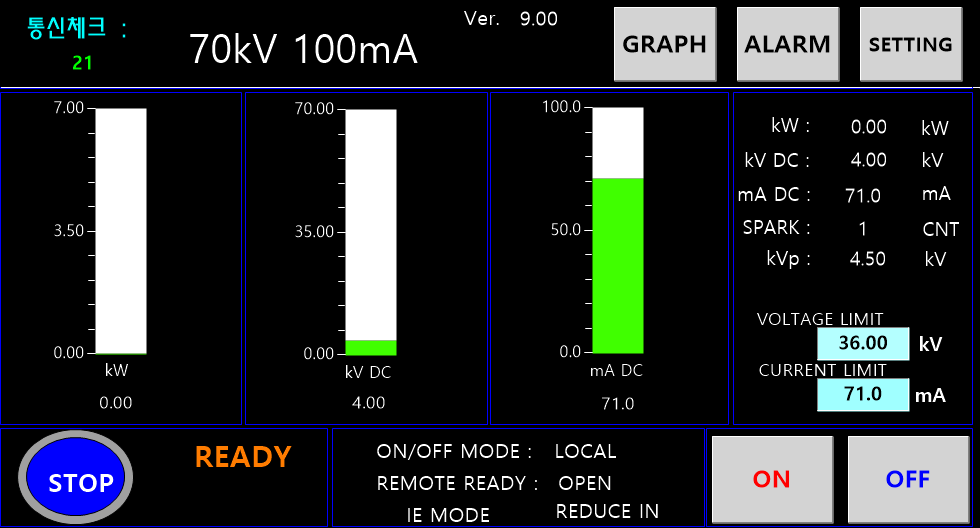 통신체크 :
21
70kV 100mA
Ver. 9.00
GRAPH
ALARM
SETTING
7.00
3.50
0.00
kW
0.00
70.00
35.00
0.00
kV DC
4.00
100.0
50.0
0.0
mA DC
71.0
kW : 0.00 kW
kV DC : 4.00 kV
mA DC : 71.0 mA
SPARK : 1 CNT
kVp : 4.50 kV
VOLTAGE LIMIT
36.00 kV
CURRENT LIMIT
71.0 mA
STOP
READY
ON/OFF MODE : LOCAL
REMOTE READY : OPEN
IE MODE REDUCE IN
ON
OFF